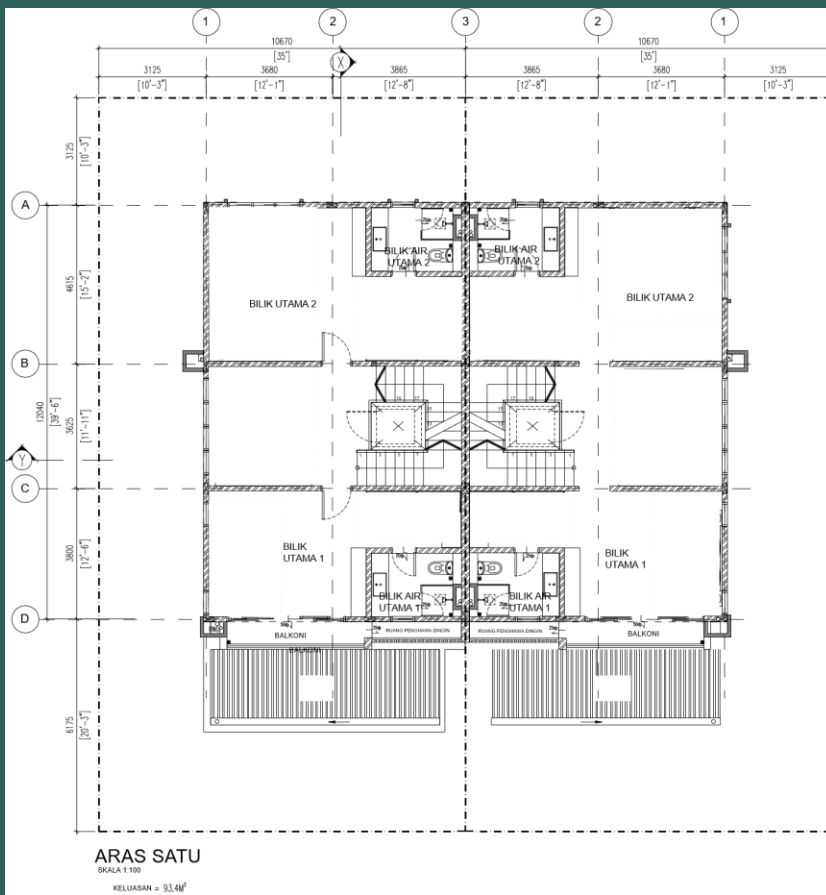 1 2 3 2 1
10670 10670
[35'] [35']
X
3125 3680 3865 3865 3680 3125
[10'-3"] [12'-1"] [12'-8"] [12'-8"] [12'-1"] [10'-3"]
3125
[10'-3"]
A
BILIK AIR UTAMA 2
BILIK AIR UTAMA 2
4615
[15'-2"]
BILIK UTAMA 2
BILIK UTAMA 2
B
12040
[39'-6"]
3625
[11'-11"]
Y
C
3800
[12'-6"]
BILIK UTAMA 1
BILIK UTAMA 1
BILIK AIR UTAMA 1
BILIK AIR UTAMA 1
D
BALKONI
RUANG PENGHAWA DINGIN
RUANG PENGHAWA DINGIN
BALKONI
BALKONI
6175
[20'-3"]
ARAS SATU
SKALA 1:100
KELUASAN = 93.4M²